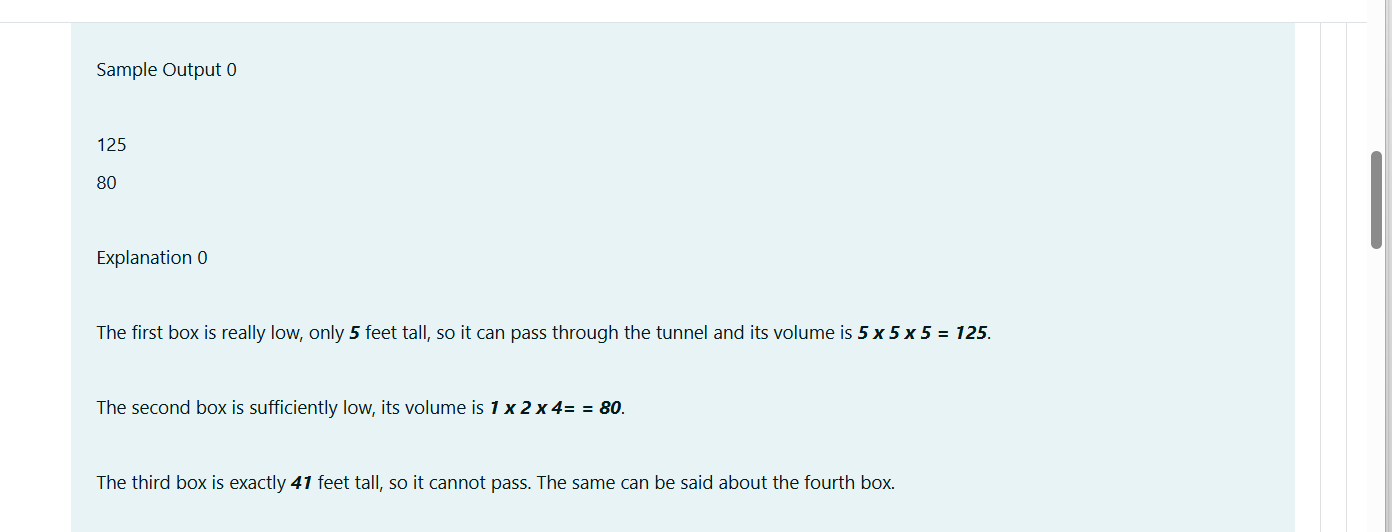 Sample Output 0
125
80
Explanation 0
The first box is really low, only 5 feet tall, so it can pass through the tunnel and its volume is 5 x 5 x 5 = 125.
The second box is sufficiently low, its volume is 1 x 2 x 4= = 80.
The third box is exactly 41 feet tall, so it cannot pass. The same can be said about the fourth box.